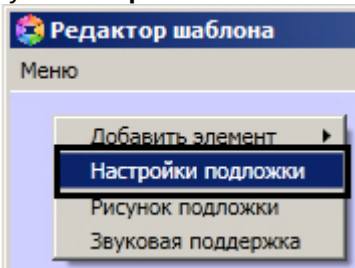 Редактор шаблона
Меню
Добавить элемент
Настройки подложки
Рисунок подложки
Звуковая поддержка